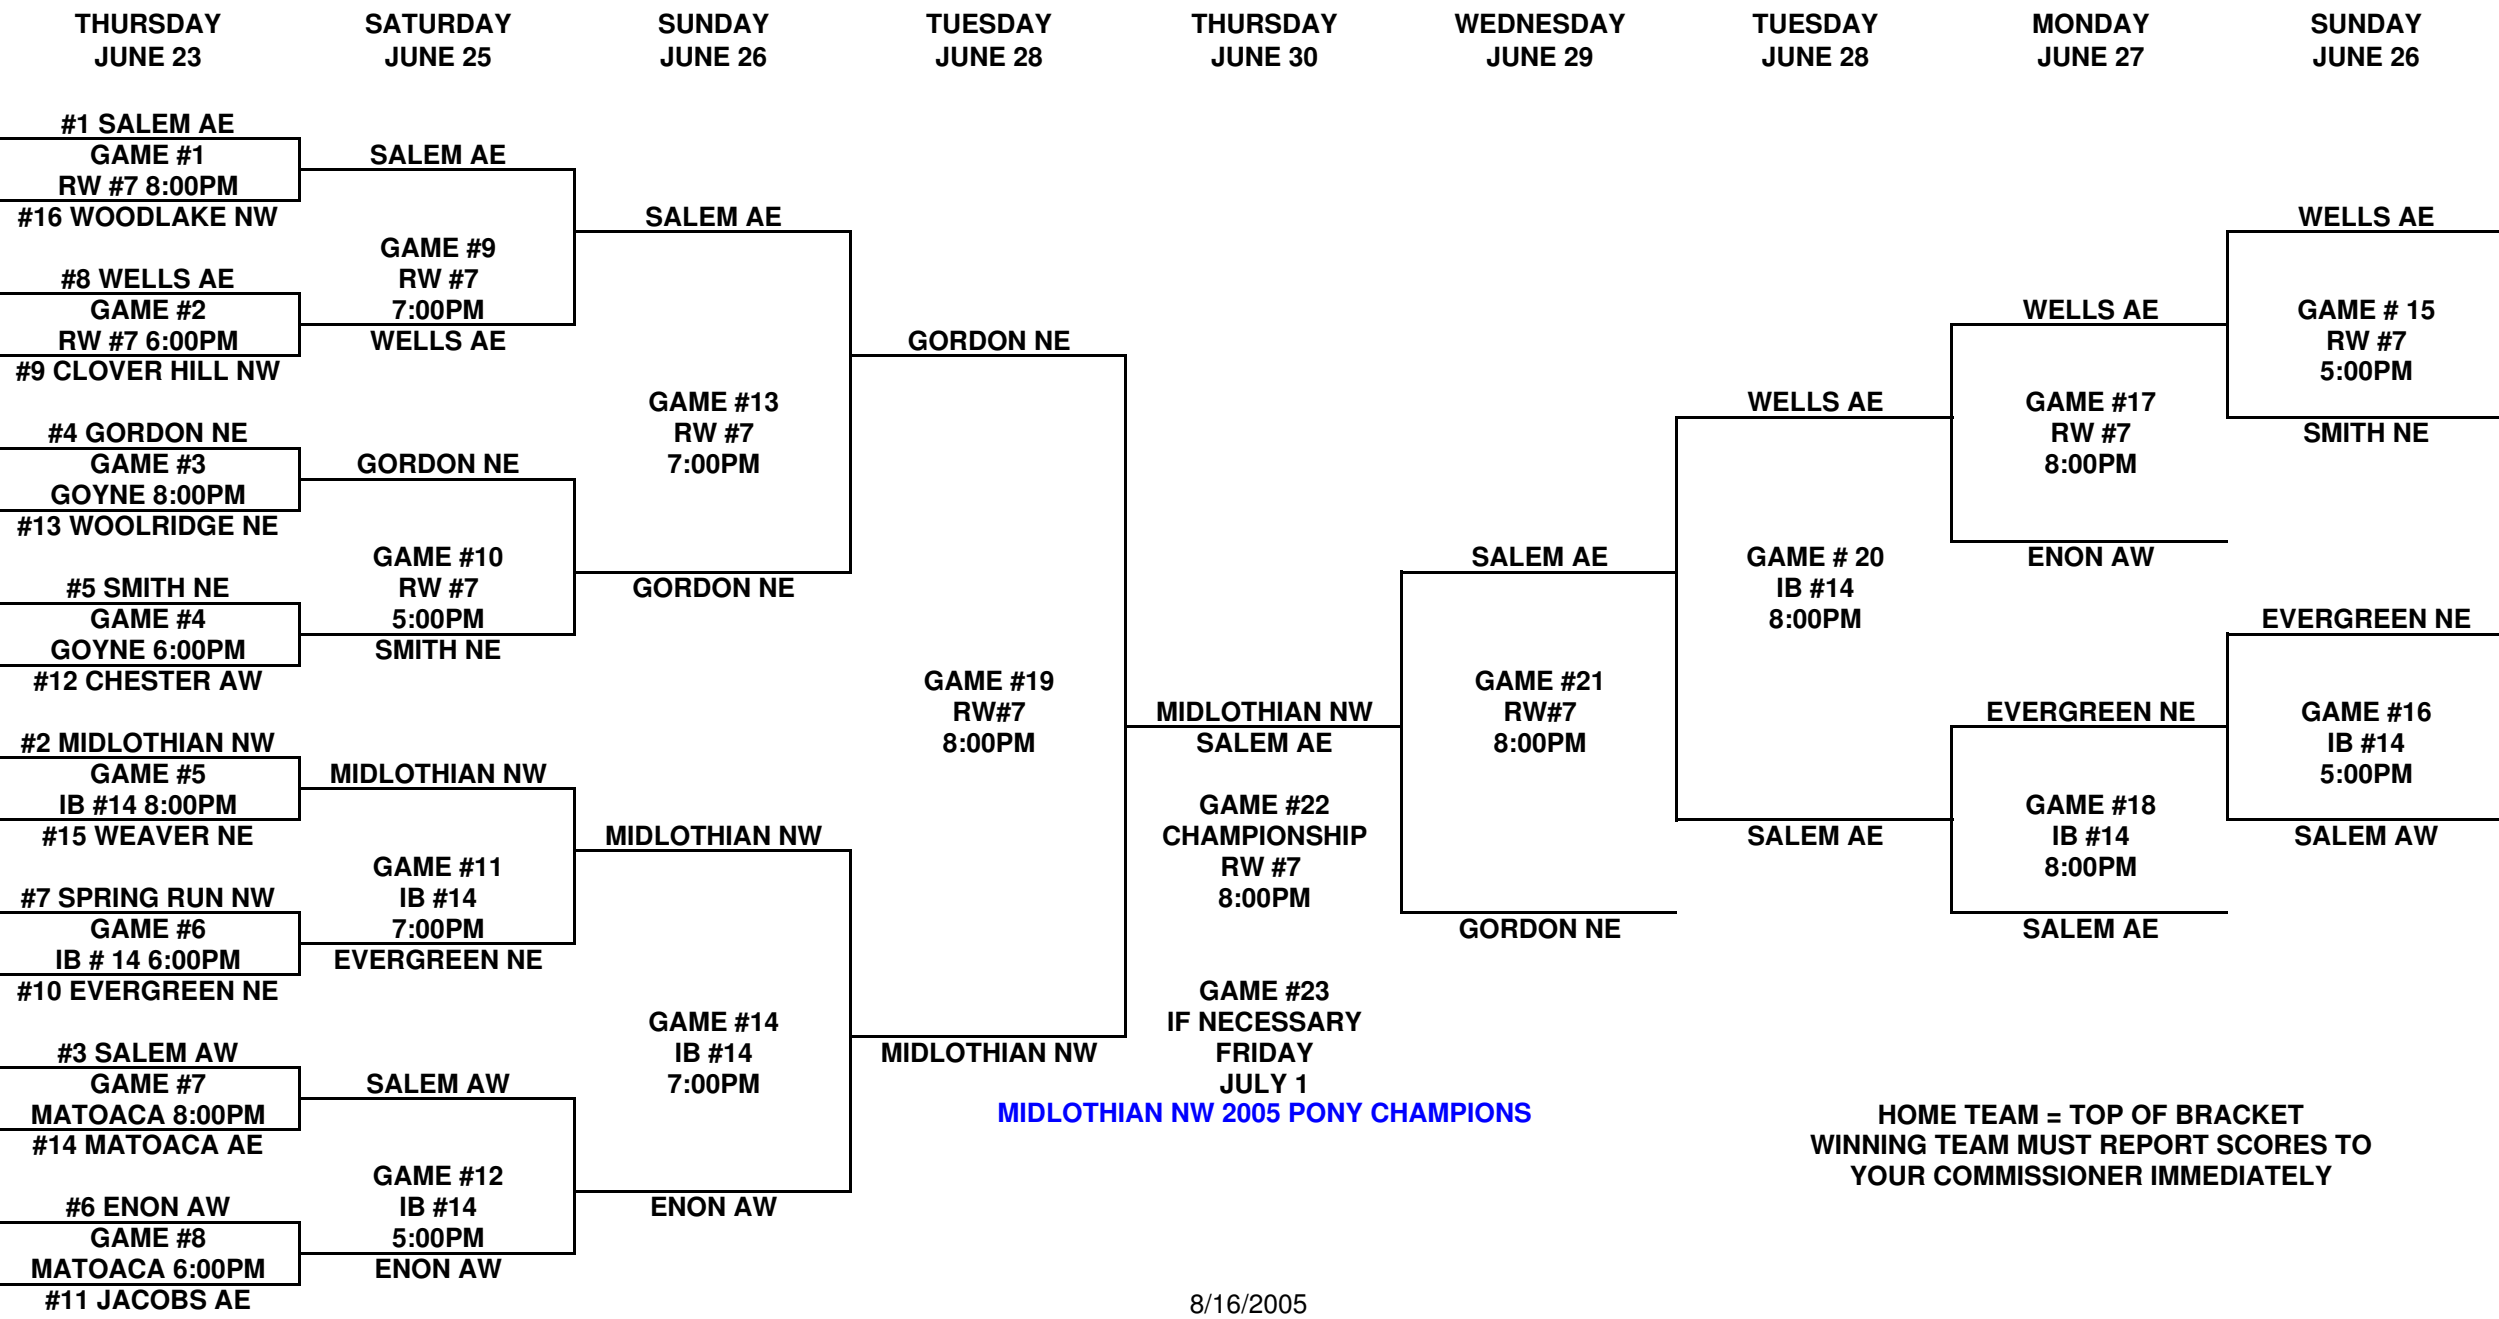 THURSDAY
JUNE 23
SATURDAY
JUNE 25
SUNDAY
JUNE 26
TUESDAY
JUNE 28
THURSDAY
JUNE 30
WEDNESDAY
JUNE 29
TUESDAY
JUNE 28
MONDAY
JUNE 27
SUNDAY
JUNE 26
#1 SALEM AE
GAME #1
RW #7 8:00PM
#16 WOODLAKE NW
#8 WELLS AE
GAME #2
RW #7 6:00PM
#9 CLOVER HILL NW
#4 GORDON NE
GAME #3
GOYNE 8:00PM
#13 WOOLRIDGE NE
#5 SMITH NE
GAME #4
GOYNE 6:00PM
#12 CHESTER AW
#2 MIDLOTHIAN NW
GAME #5
IB #14 8:00PM
#15 WEAVER NE
#7 SPRING RUN NW
GAME #6
IB # 14 6:00PM
#10 EVERGREEN NE
#3 SALEM AW
GAME #7
MATOACA 8:00PM
#14 MATOACA AE
#6 ENON AW
GAME #8
MATOACA 6:00PM
#11 JACOBS AE
SALEM AE
GAME #9
RW #7
7:00PM
WELLS AE
GORDON NE
GAME #10
RW #7
5:00PM
SMITH NE
MIDLOTHIAN NW
GAME #11
IB #14
7:00PM
EVERGREEN NE
SALEM AW
GAME #12
IB #14
5:00PM
ENON AW
SALEM AE
GAME #13
RW #7
7:00PM
GORDON NE
MIDLOTHIAN NW
GAME #14
IB #14
7:00PM
ENON AW
GORDON NE
GAME #19
RW#7
8:00PM
MIDLOTHIAN NW
MIDLOTHIAN NW
SALEM AE
GAME #22
CHAMPIONSHIP
RW #7
8:00PM
GAME #23
IF NECESSARY
FRIDAY
JULY 1
MIDLOTHIAN NW 2005 PONY CHAMPIONS
SALEM AE
GAME #21
RW#7
8:00PM
GORDON NE
WELLS AE
GAME # 20
IB #14
8:00PM
SALEM AE
WELLS AE
GAME #17
RW #7
8:00PM
ENON AW
EVERGREEN NE
GAME #18
IB #14
8:00PM
SALEM AE
WELLS AE
GAME # 15
RW #7
5:00PM
SMITH NE
EVERGREEN NE
GAME #16
IB #14
5:00PM
SALEM AW
HOME TEAM = TOP OF BRACKET
WINNING TEAM MUST REPORT SCORES TO
YOUR COMMISSIONER IMMEDIATELY
8/16/2005